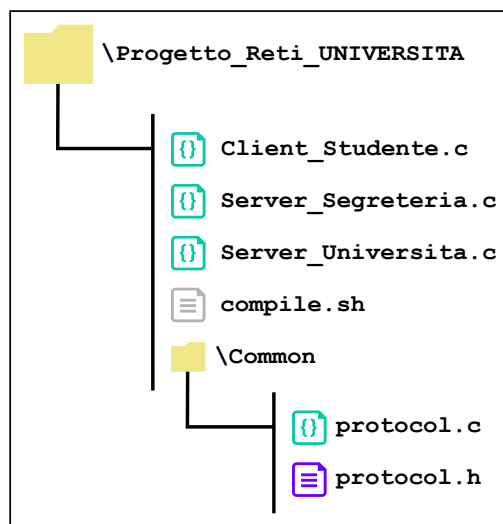 \Progetto_Reti_UNIVERSITA
Client_Studente.c
Server_Segreteria.c
Server_Universita.c
compile.sh
\Common
protocol.c
protocol.h